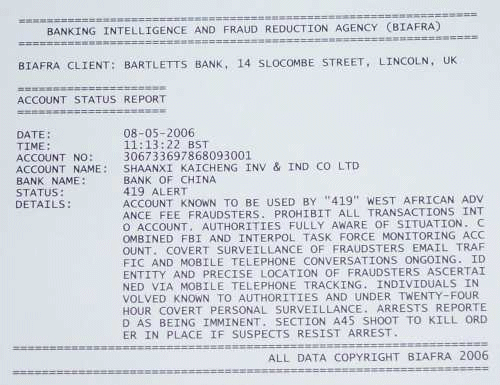 BANKING INTELLIGENCE AND FRAUD REDUCTION AGENCY (BIAFRA)
BIAFRA CLIENT: BARTLETTS BANK, 14 SLOCOMBE STREET, LINCOLN, UK
ACCOUNT STATUS REPORT
DATE: 08-05-2006
TIME: 11:13:22 BST
ACCOUNT NO: 306733697868093001
ACCOUNT NAME: SHAANXI KAICHENG INV & IND CO LTD
BANK NAME: BANK OF CHINA
STATUS: 419 ALERT
DETAILS: ACCOUNT KNOWN TO BE USED BY "419" WEST AFRICAN ADV
ANCE FEE FRAUDSTERS. PROHIBIT ALL TRANSACTIONS INT
O ACCOUNT. AUTHORITIES FULLY AWARE OF SITUATION. C
OMBINED FBI AND INTERPOL TASK FORCE MONITORING ACC
OUNT. COVERT SURVEILLANCE OF FRAUDSTERS EMAIL TRAF
FIC AND MOBILE TELEPHONE CONVERSATIONS ONGOING. ID
ENTITY AND PRECISE LOCATION OF FRAUDSTERS ASCERTAI
NED VIA MOBILE TELEPHONE TRACKING. INDIVIDUALS IN
VOLVED KNOWN TO AUTHORITIES AND UNDER TWENTY-FOUR
HOUR COVERT PERSONAL SURVEILLANCE. ARRESTS REPORTE
D AS BEING IMMINENT. SECTION A45 SHOOT TO KILL ORD
ER IN PLACE IF SUSPECTS RESIST ARREST.
ALL DATA COPYRIGHT BIAFRA 2006